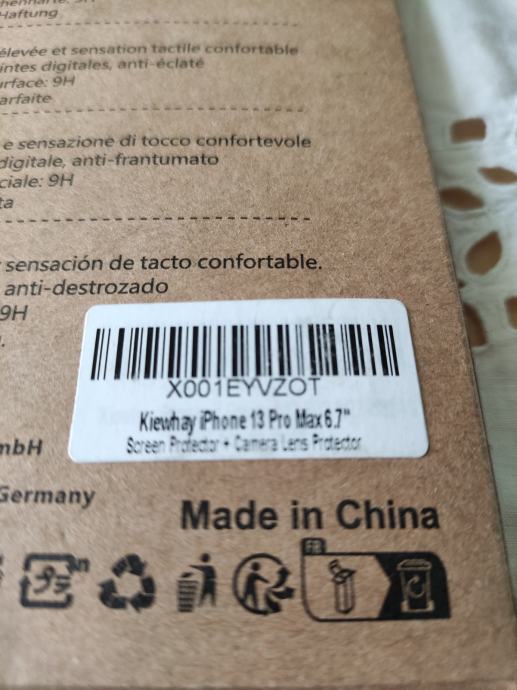 Haftung
élevée et sensation tactile confortable
intes digitales, anti-éclaté
rface: 9H
arfaite
e sensazione di tocco confortevole
digitale, anti-frantumato
ciale: 9H
ta
sensación de tacto confortable.
anti-destrozado
9H
X001EYVZOT
Kiewhay iPhone 13 Pro Max 6.7"
Screen Protector + Camera Lens Protector
mbH
Germany
Made in China
FR